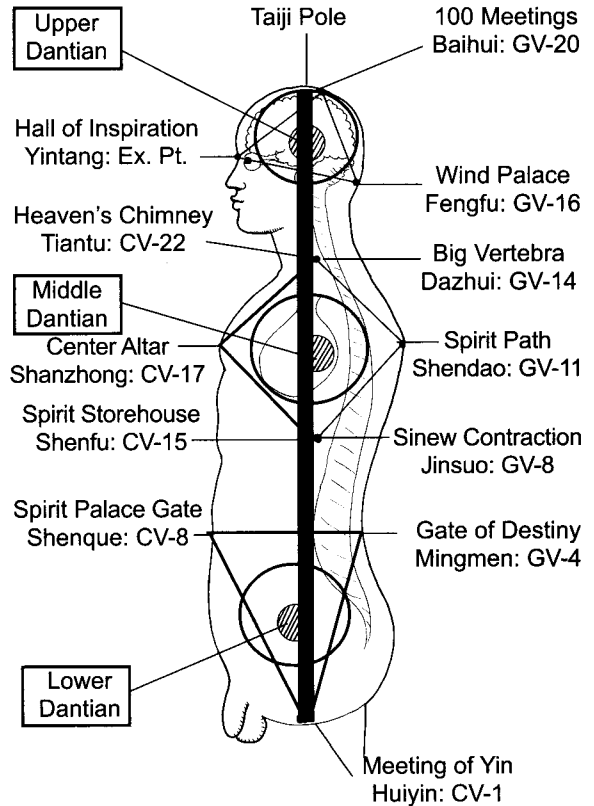 Upper
Dantian
Taiji Pole
100 Meetings
Baihui: GV-20
Hall of Inspiration
Yintang: Ex. Pt.
Wind Palace
Fengfu: GV-16
Heaven's Chimney
Tiantu: CV-22
Big Vertebra
Dazhui: GV-14
Middle
Dantian
Center Altar
Shanzhong: CV-17
Spirit Path
Shendao: GV-11
Spirit Storehouse
Shenfu: CV-15
Sinew Contraction
Jinsuo: GV-8
Spirit Palace Gate
Shenque: CV-8
Gate of Destiny
Mingmen: GV-4
Lower
Dantian
Meeting of Yin
Huiyin: CV-1